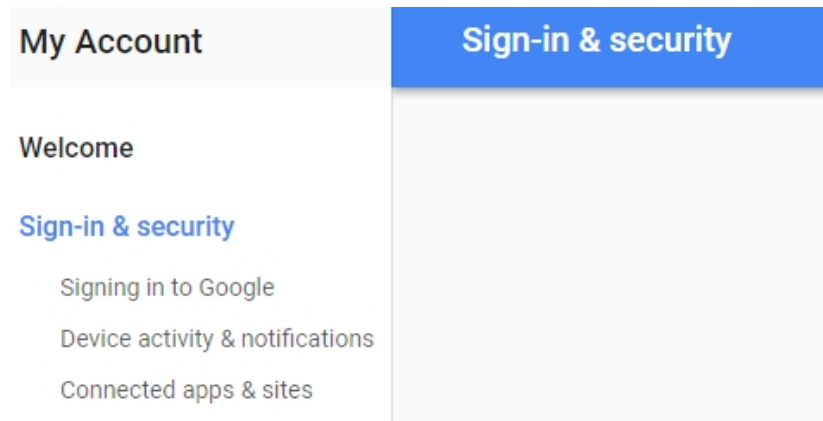 My Account
Sign-in & security
Welcome
Sign-in & security
Signing in to Google
Device activity & notifications
Connected apps & sites